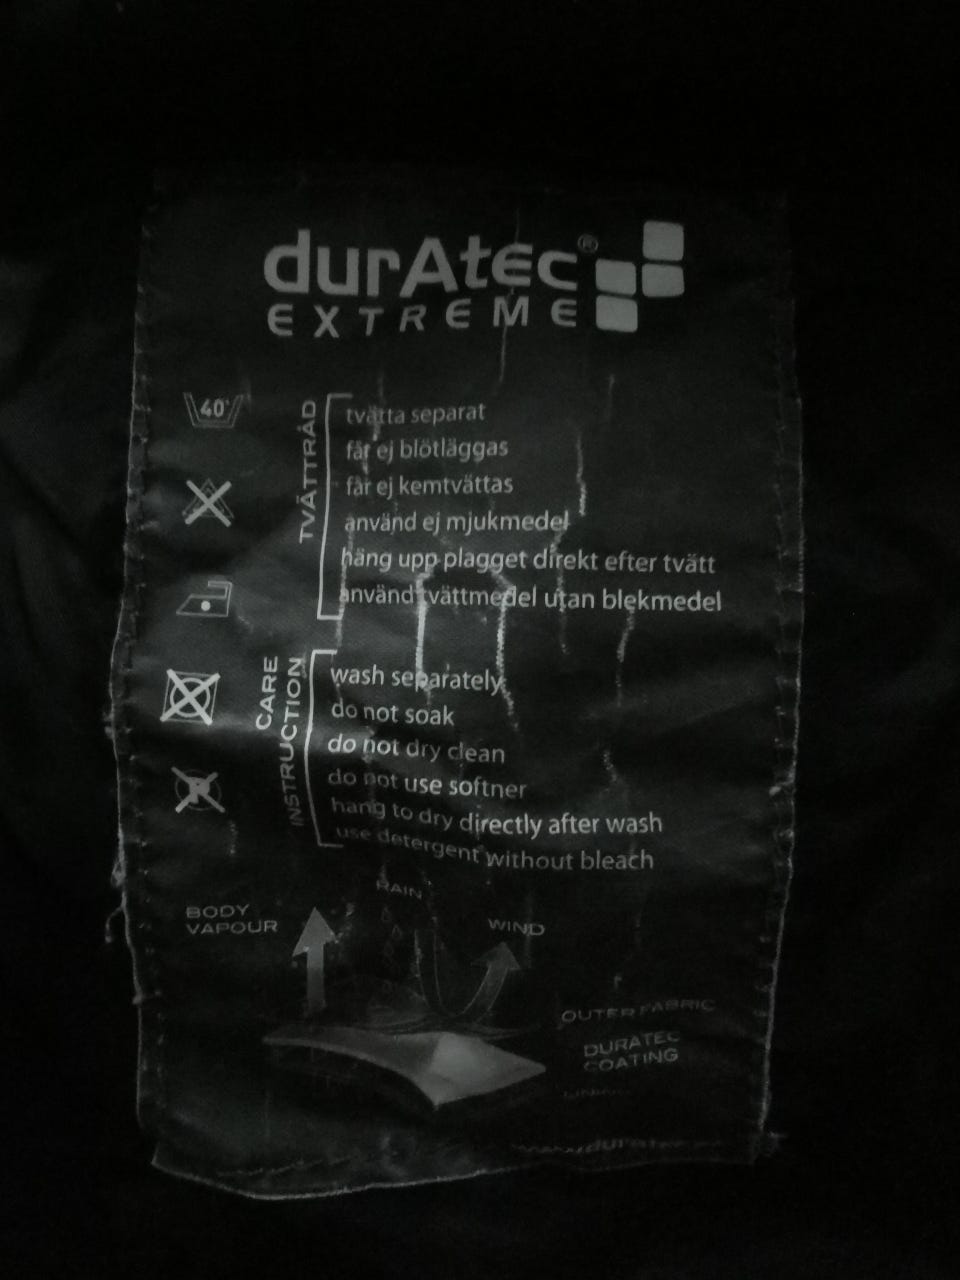 durAtec®
EXTREME
40°
TVÄTTRÅD
tvätta separat
får ej blötläggas
får ej kemtvättas
använd ej mjukmedel
häng upp plagget direkt efter tvätt
använd tvättmedel utan blekmedel
CARE
INSTRUCTION
wash separately
do not soak
do not dry clean
do not use softner
hang to dry directly after wash
use detergent without bleach
RAIN
BODY
VAPOUR
WIND
OUTER FABRIC
DURATEC
COATING